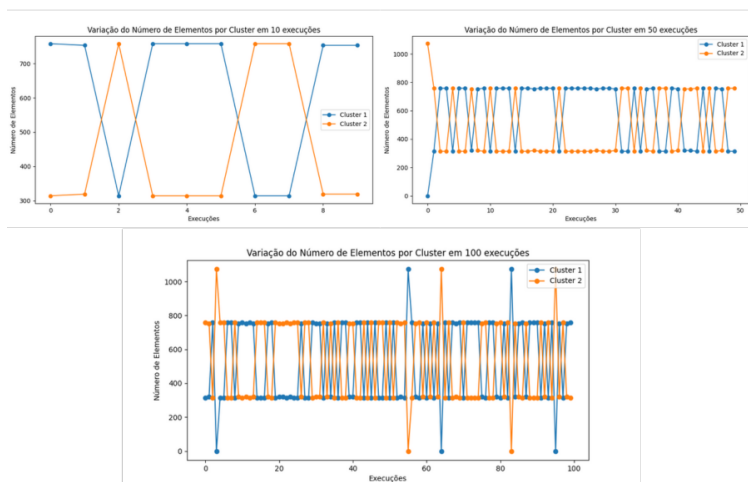 Variação do Número de Elementos por Cluster em 10 execuções
Número de Elementos
700
600
500
400
300
Cluster 1
Cluster 2
0 2 4 6 8
Execuções
Variação do Número de Elementos por Cluster em 50 execuções
Número de Elementos
1000
800
600
400
200
0
Cluster 1
Cluster 2
0 10 20 30 40 50
Execuções
Variação do Número de Elementos por Cluster em 100 execuções
Número de Elementos
1000
800
600
400
200
0
Cluster 1
Cluster 2
0 20 40 60 80 100
Execuções